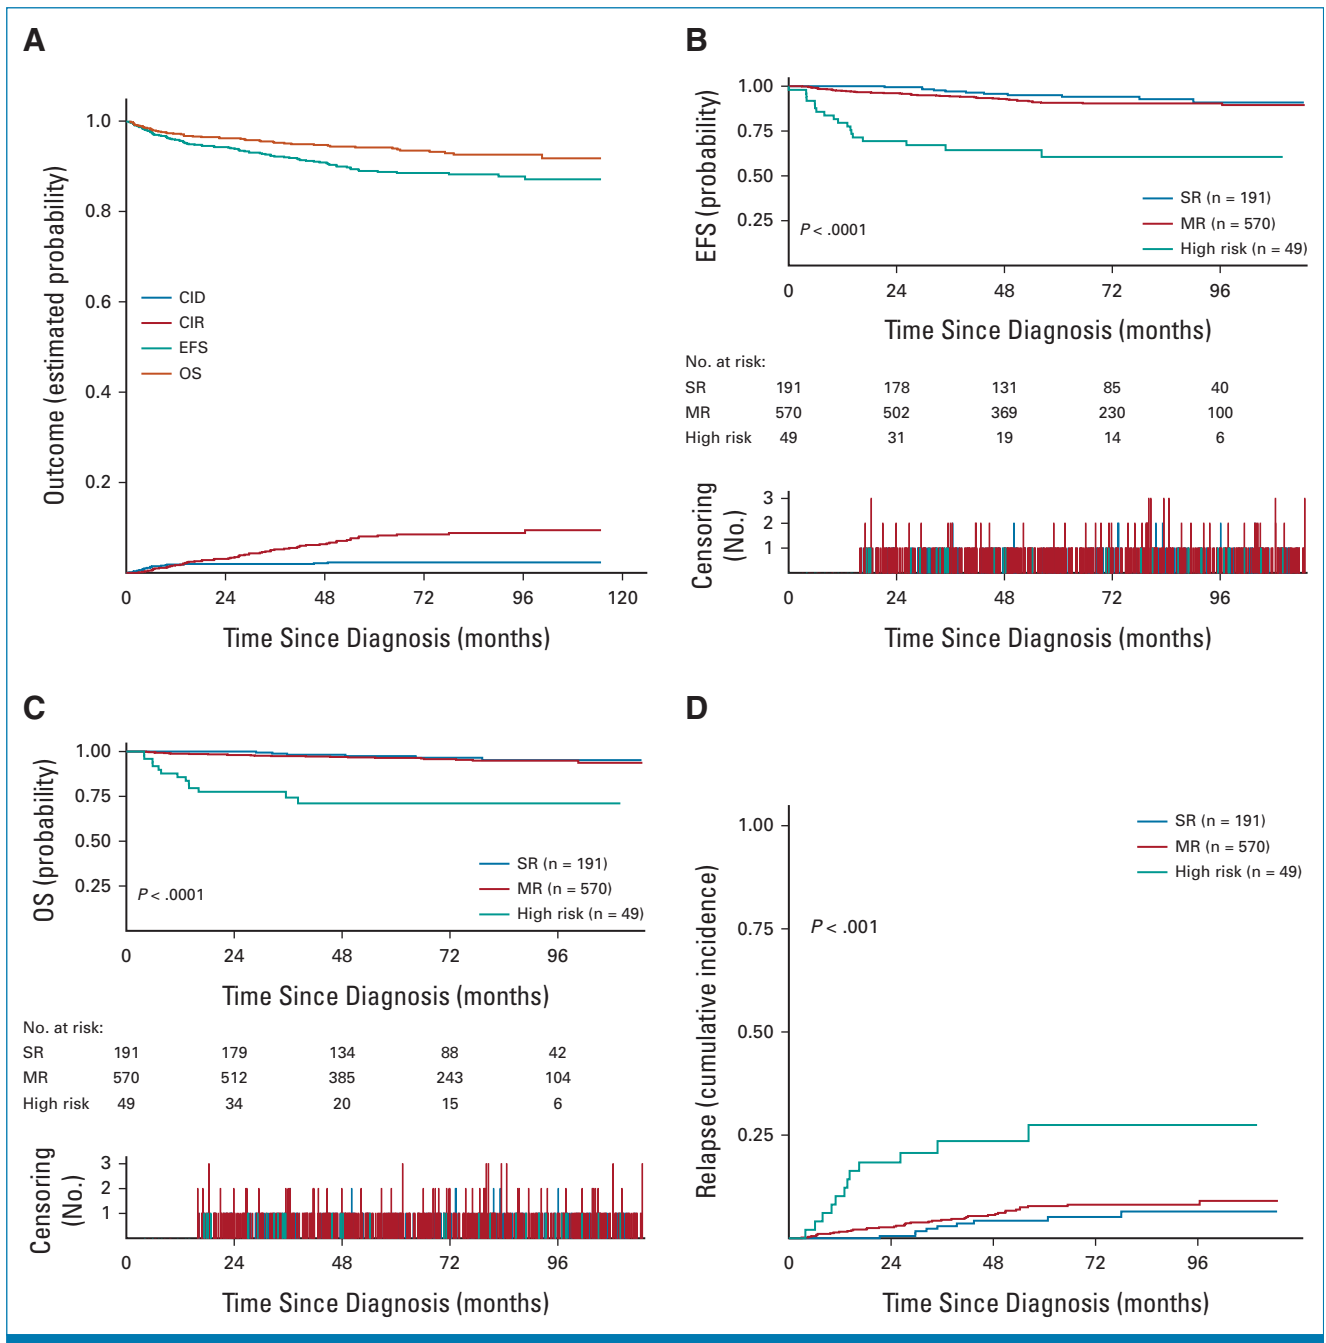 A
1.0
0.8
0.6
0.4
0.2
Outcome (estimated probability)
CID
CIR
EFS
OS
0 24 48 72 96 120
Time Since Diagnosis (months)
B
1.00
0.75
0.50
0.25
EFS (probability)
P < .0001
SR (n = 191)
MR (n = 570)
High risk (n = 49)
0 24 48 72 96
Time Since Diagnosis (months)
No. at risk:
SR 191 178 131 85 40
MR 570 502 369 230 100
High risk 49 31 19 14 6
Censoring
(No.)
3
2
1
0 24 48 72 96
Time Since Diagnosis (months)
C
1.00
0.75
0.50
0.25
OS (probability)
P < .0001
SR (n = 191)
MR (n = 570)
High risk (n = 49)
0 24 48 72 96
Time Since Diagnosis (months)
No. at risk:
SR 191 179 134 88 42
MR 570 512 385 243 104
High risk 49 34 20 15 6
Censoring
(No.)
3
2
1
0 24 48 72 96
Time Since Diagnosis (months)
D
1.00
0.75
0.50
0.25
Relapse (cumulative incidence)
P < .001
SR (n = 191)
MR (n = 570)
High risk (n = 49)
0 24 48 72 96
Time Since Diagnosis (months)